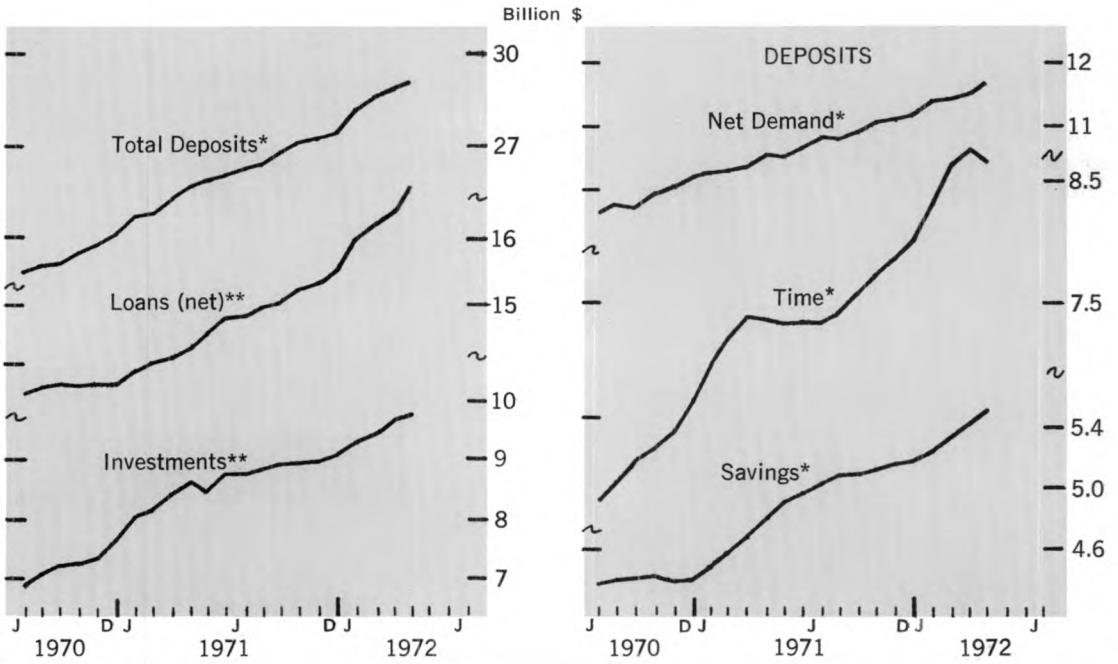 Billion $
30
Total Deposits*
27
16
Loans (net)**
15
10
Investments**
9
8
7
J D J J D J J
1970 1971 1972
DEPOSITS
12
Net Demand*
11
8.5
Time*
7.5
5.4
Savings*
5.0
4.6
J D J J D J J
1970 1971 1972